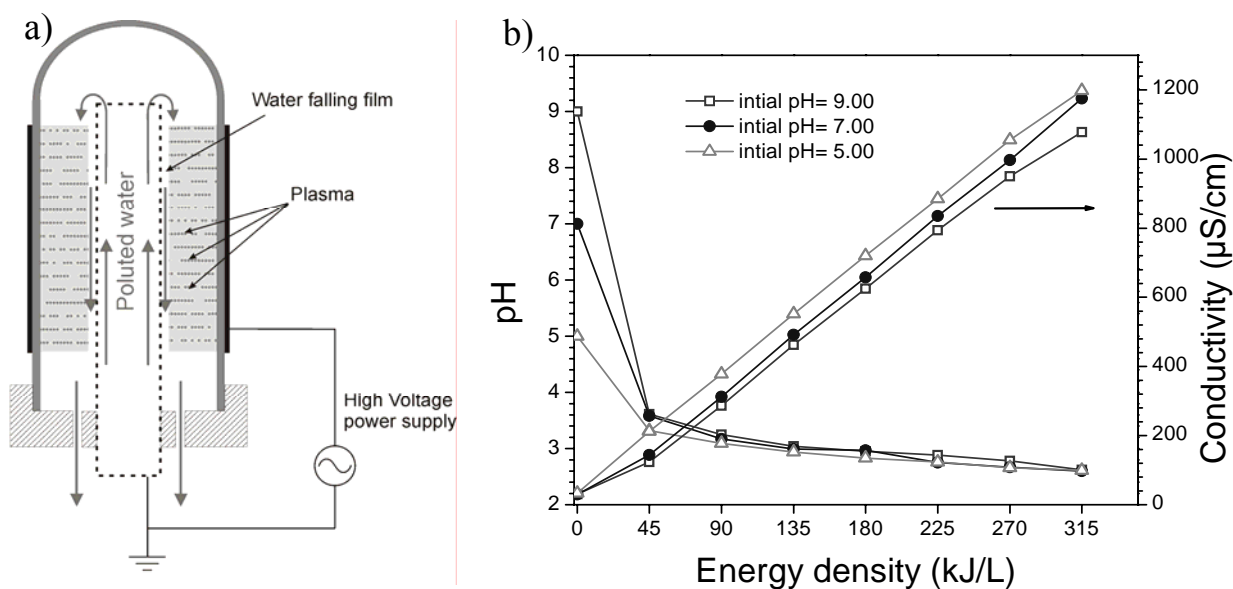 a)
Water falling film
Plasma
Poluted water
High Voltage
power supply
b)
intial pH= 9.00
intial pH= 7.00
intial pH= 5.00
pH
10
9
8
7
6
5
4
3
2
Conductivity (µS/cm)
1200
1000
800
600
400
200
0
0 45 90 135 180 225 270 315
Energy density (kJ/L)